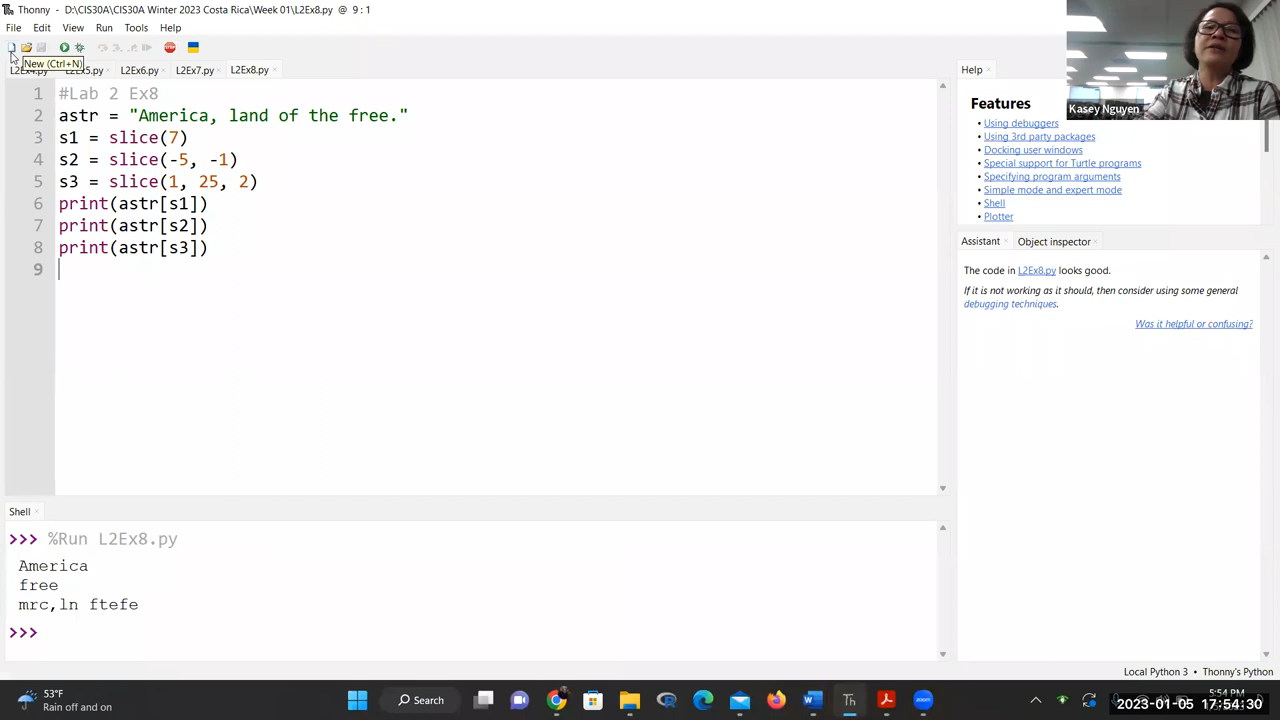 Thonny - D:\CIS30A\CIS30A Winter 2023 Costa Rica\Week 01\L2Ex8.py @ 9 : 1
File Edit View Run Tools Help
New (Ctrl+N)
L2Ex6.py × L2Ex7.py × L2Ex8.py ×
1 #Lab 2 Ex8
2 astr = "America, land of the free."
3 s1 = slice(7)
4 s2 = slice(-5, -1)
5 s3 = slice(1, 25, 2)
6 print(astr[s1])
7 print(astr[s2])
8 print(astr[s3])
9
Shell ×
>>> %Run L2Ex8.py
America
free
mrc,ln ftefe
>>>
Kasey Nguyen
Help ×
Features
• Using debuggers
• Using 3rd party packages
• Docking user windows
• Special support for Turtle programs
• Specifying program arguments
• Simple mode and expert mode
• Shell
• Plotter
Assistant × Object inspector ×
The code in L2Ex8.py looks good.
If it is not working as it should, then consider using some general
debugging techniques.
Was it helpful or confusing?
Local Python 3 • Thonny's Python
53°F
Rain off and on
Search
5:54 PM
2023-01-05 17:54:30